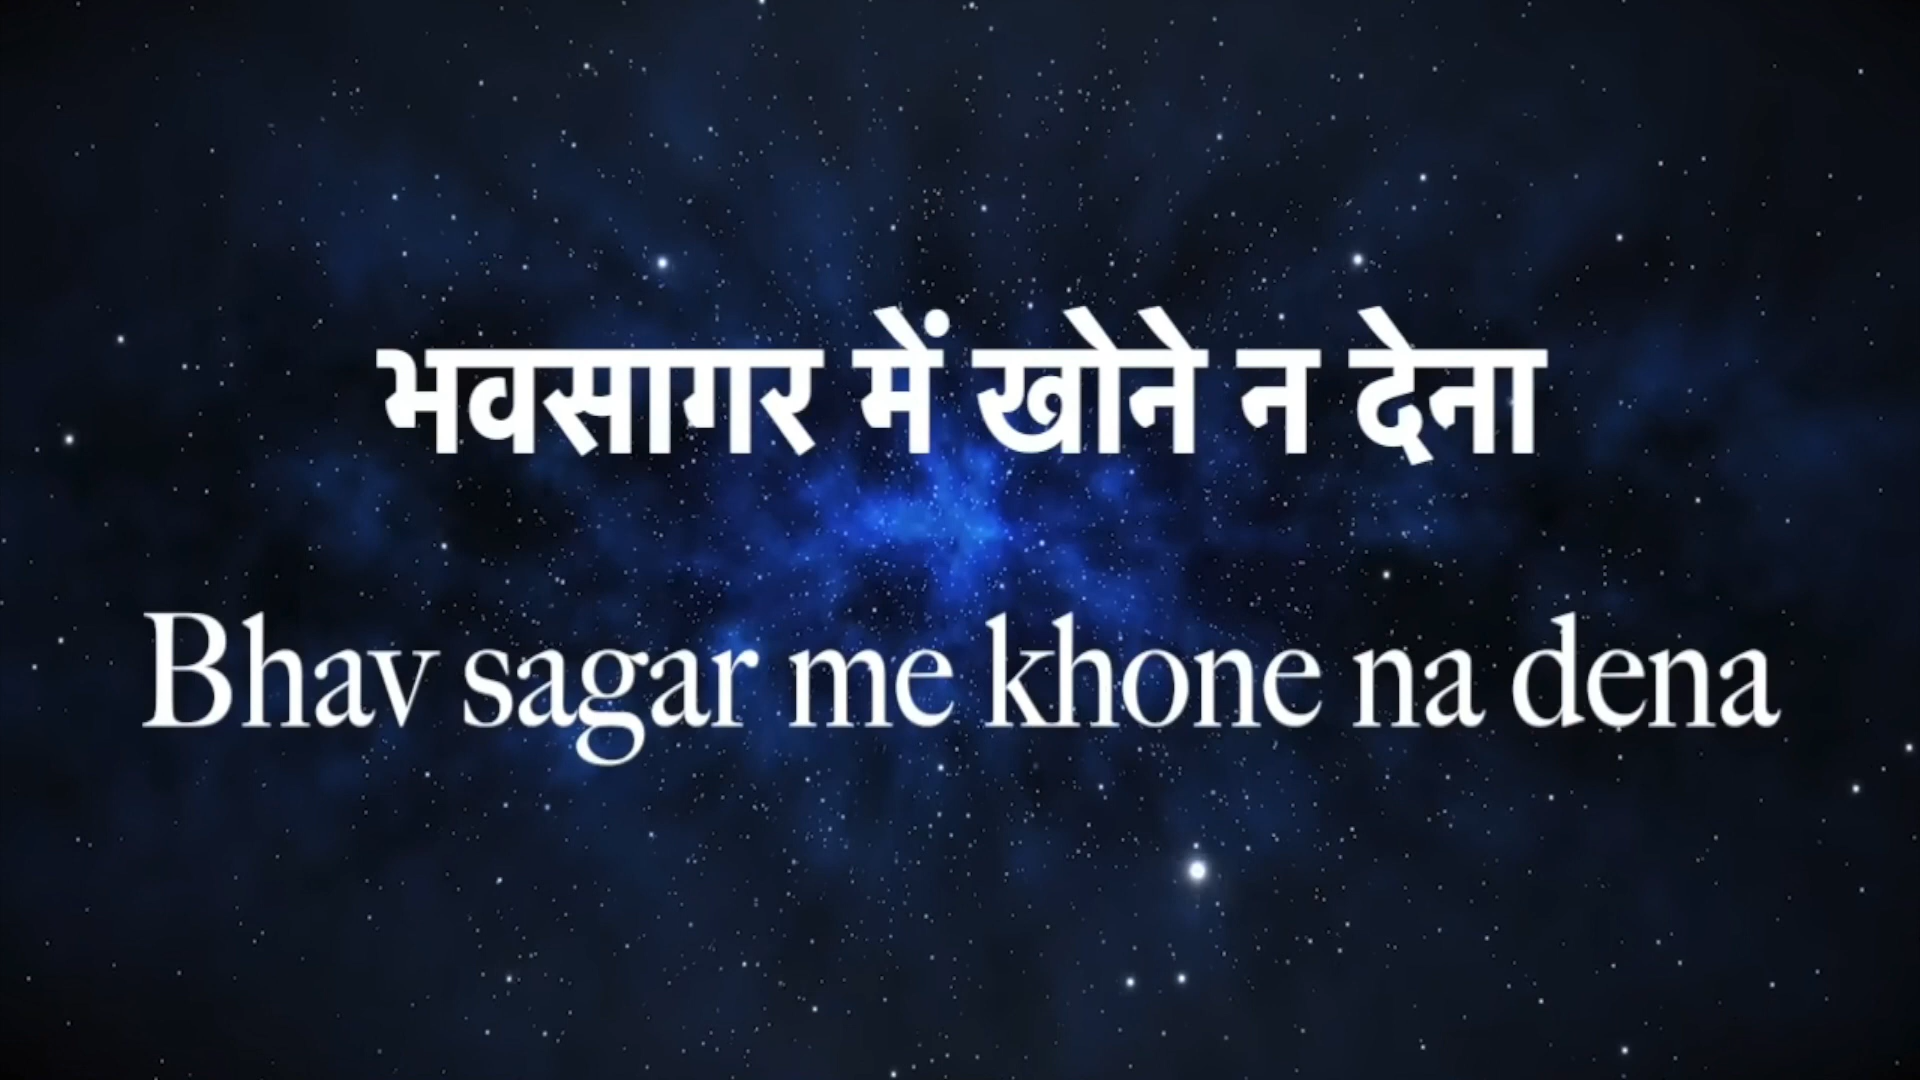 भवसागर में खोने न देना
Bhav sagar me khone na dena